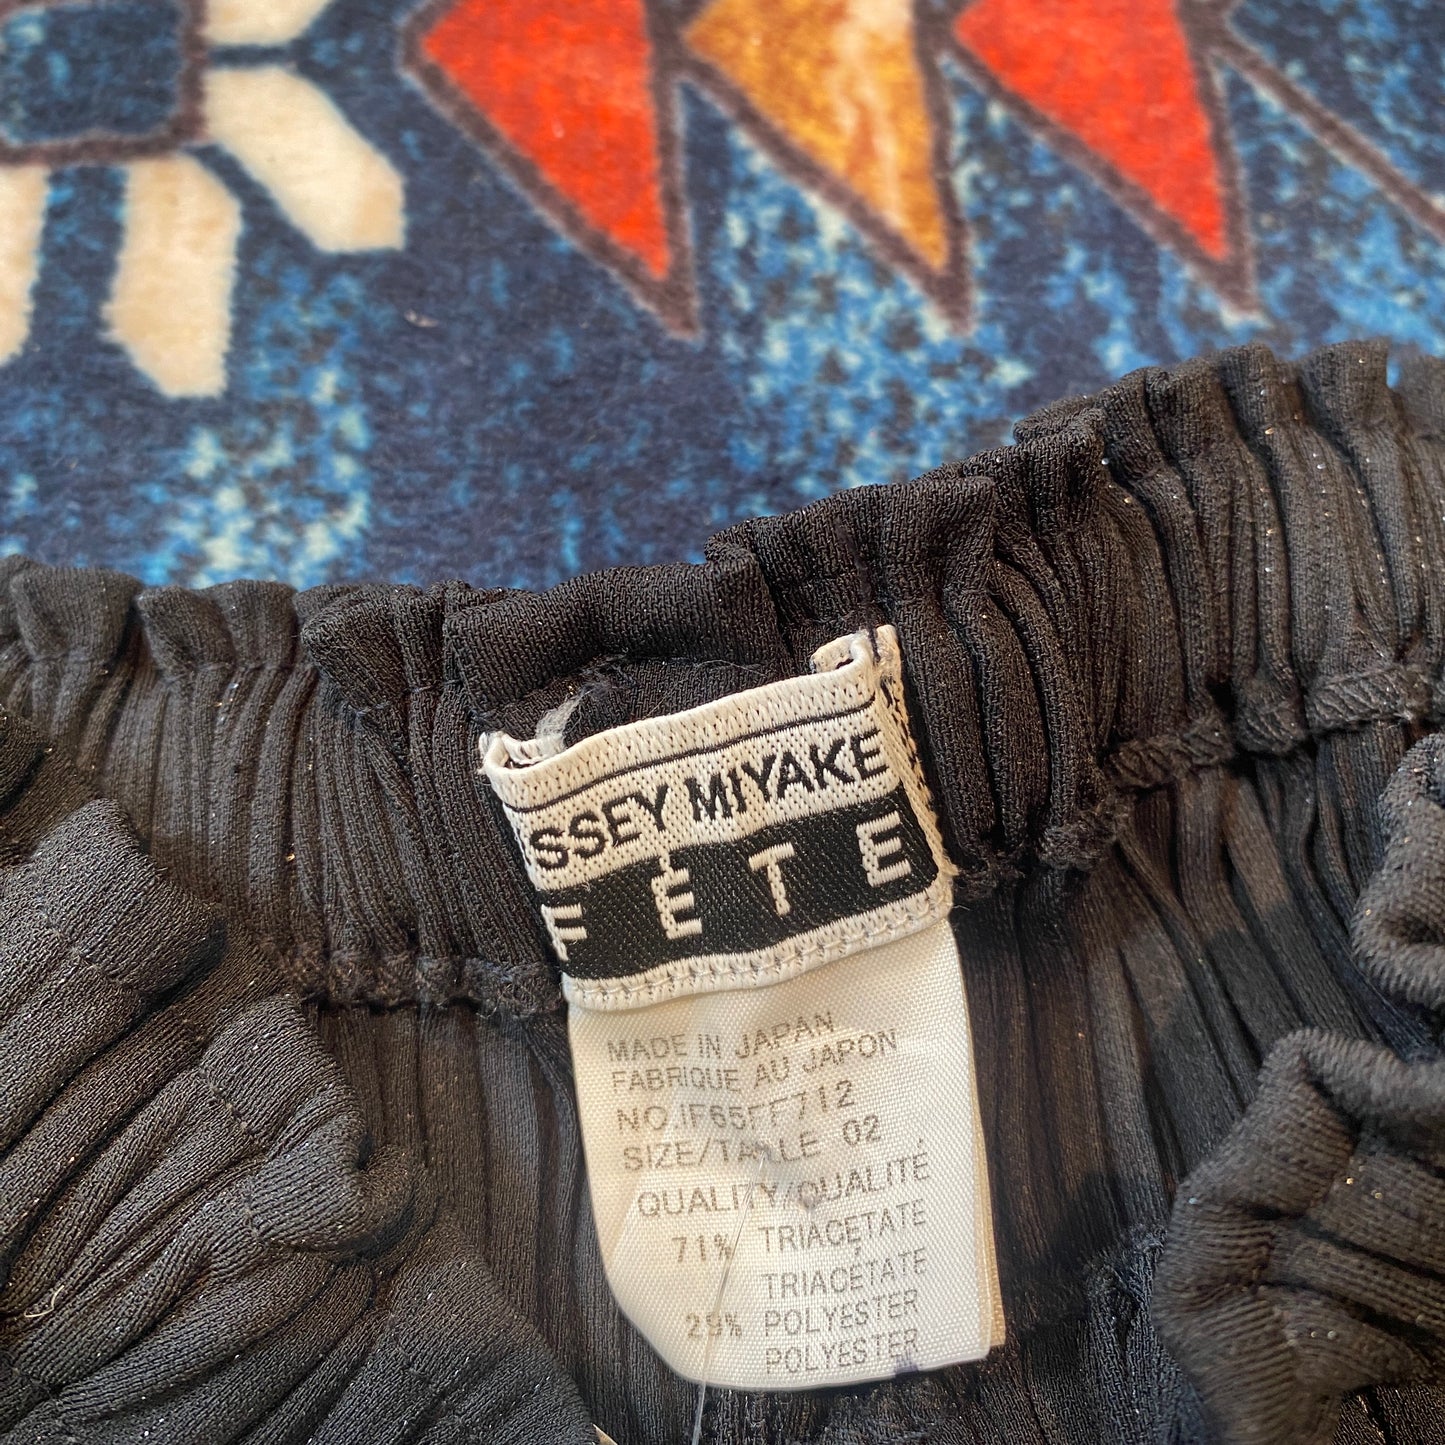 ISSEY MIYAKE
FÊTE
MADE IN JAPAN
FABRIQUE AU JAPON
NO.IF65FF712
SIZE/TAILLE 02
QUALITY/QUALITÉ
71% TRIACETATE
TRIACÉTATE
29% POLYESTER
POLYESTER